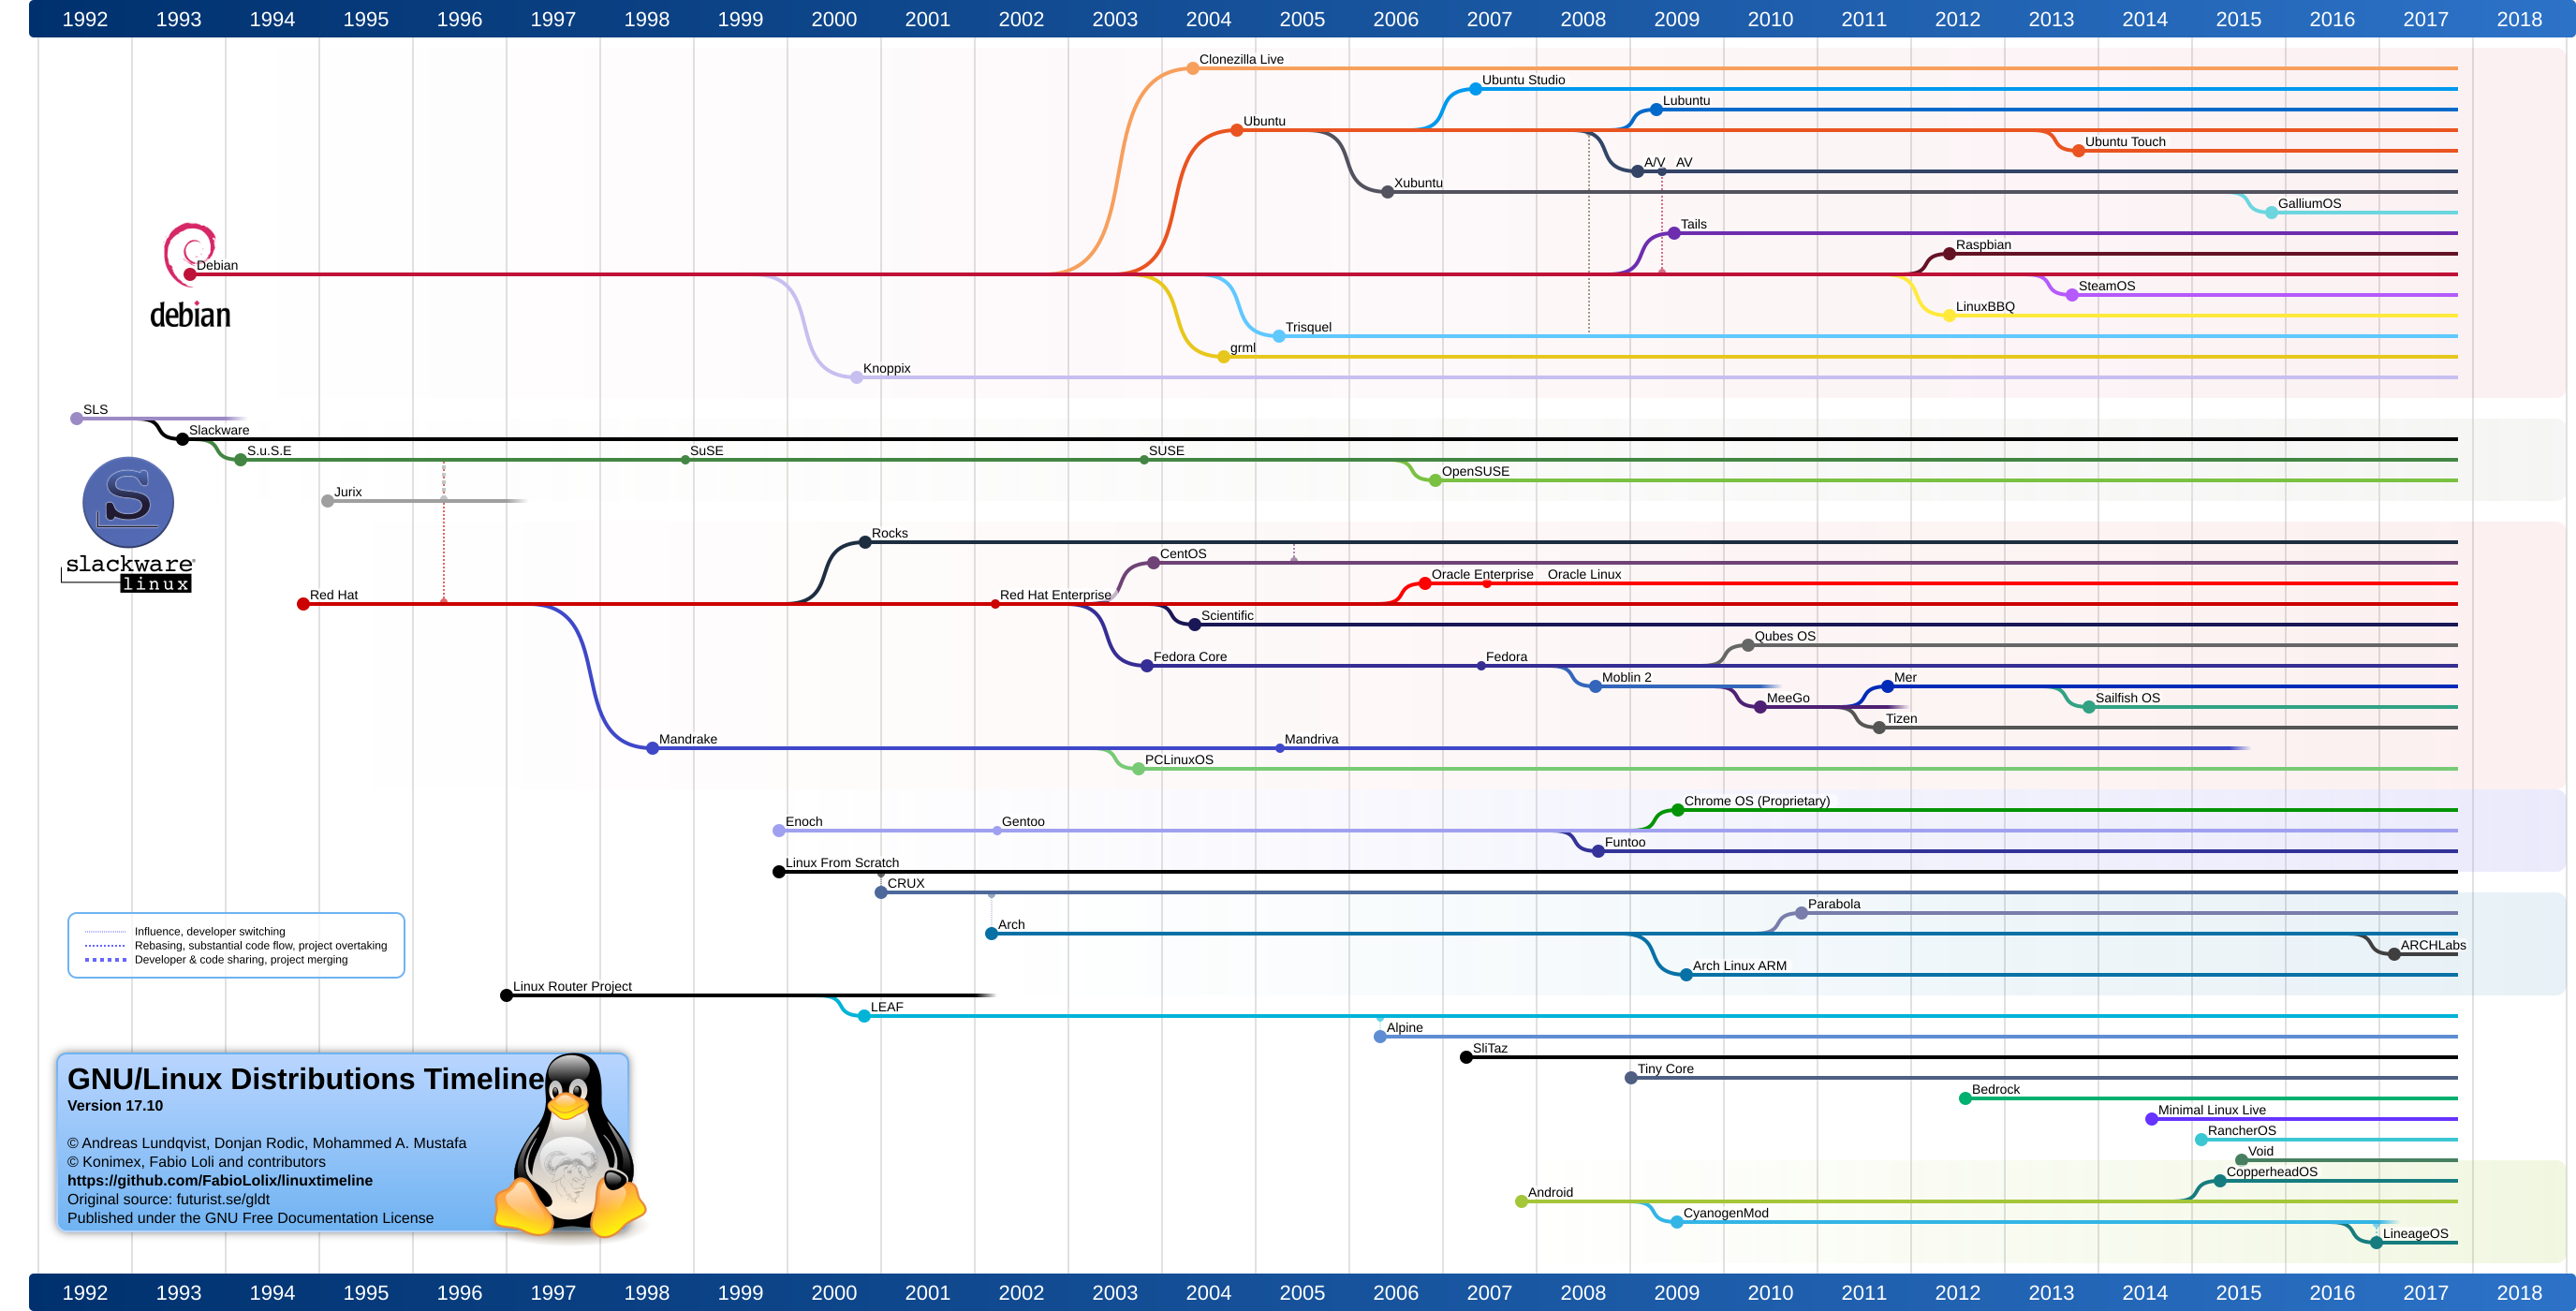 1992 1993 1994 1995 1996 1997 1998 1999 2000 2001 2002 2003 2004 2005 2006 2007 2008 2009 2010 2011 2012 2013 2014 2015 2016 2017 2018
Clonezilla Live
Ubuntu Studio
Lubuntu
Ubuntu
Ubuntu Touch
A/V AV
Xubuntu
GalliumOS
Tails
Raspbian
Debian
SteamOS
debian
LinuxBBQ
Trisquel
grml
Knoppix
SLS
Slackware
S.u.S.E SuSE SUSE
OpenSUSE
Jurix
S
slackware
linux
Rocks
CentOS
Oracle Enterprise Oracle Linux
Red Hat Red Hat Enterprise
Scientific
Qubes OS
Fedora Core Fedora
Moblin 2 Mer
MeeGo Sailfish OS
Tizen
Mandrake Mandriva
PCLinuxOS
Chrome OS (Proprietary)
Enoch Gentoo
Funtoo
Linux From Scratch
CRUX
Parabola
Arch
ARCHLabs
Arch Linux ARM
Influence, developer switching
Rebasing, substantial code flow, project overtaking
Developer & code sharing, project merging
Linux Router Project
LEAF
Alpine
SliTaz
Tiny Core
Bedrock
Minimal Linux Live
RancherOS
Void
CopperheadOS
Android
CyanogenMod
LineageOS
GNU/Linux Distributions Timeline
Version 17.10
© Andreas Lundqvist, Donjan Rodic, Mohammed A. Mustafa
© Konimex, Fabio Loli and contributors
https://github.com/FabioLolix/linuxtimeline
Original source: futurist.se/gldt
Published under the GNU Free Documentation License
1992 1993 1994 1995 1996 1997 1998 1999 2000 2001 2002 2003 2004 2005 2006 2007 2008 2009 2010 2011 2012 2013 2014 2015 2016 2017 2018